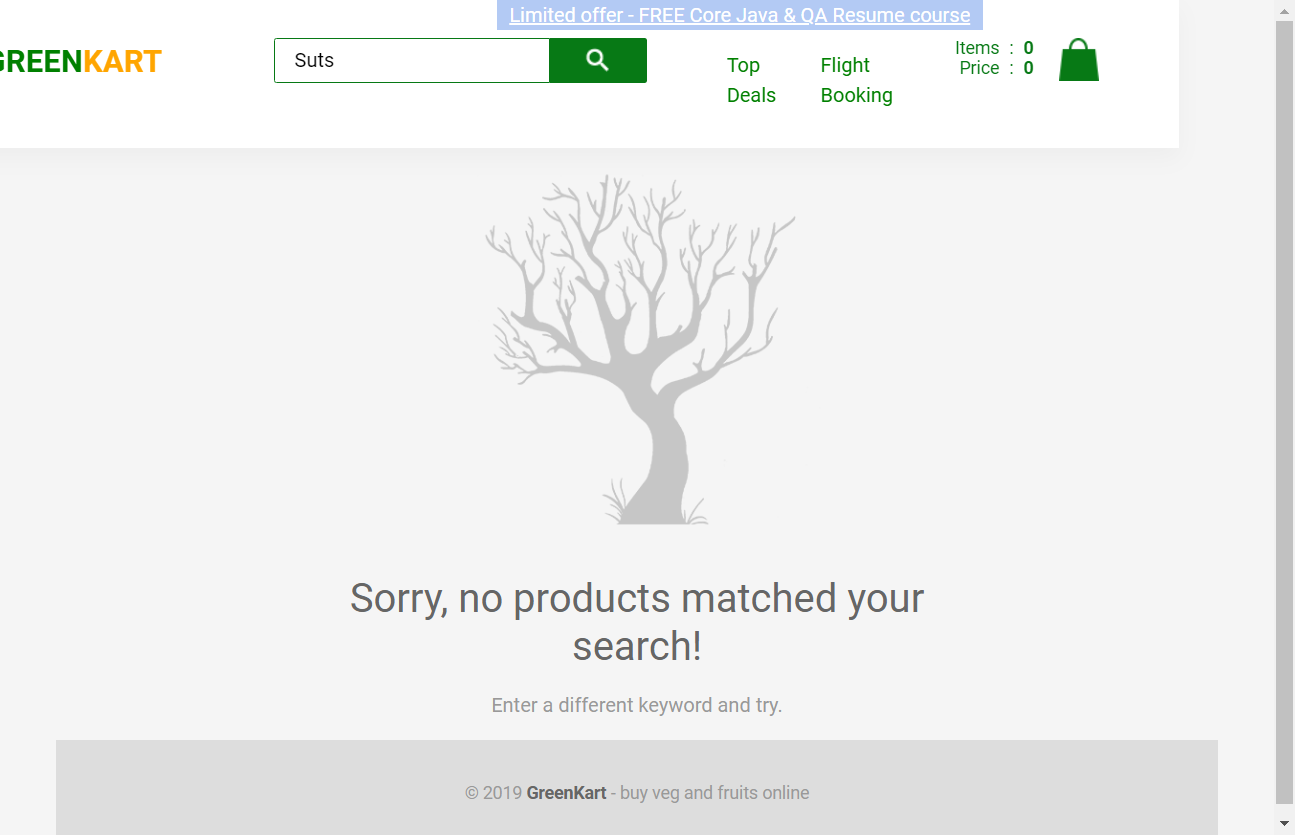 Limited offer - FREE Core Java & QA Resume course
GREENKART
Suts
Top Deals
Flight Booking
Items : 0
Price : 0
Sorry, no products matched your
search!
Enter a different keyword and try.
© 2019 GreenKart - buy veg and fruits online